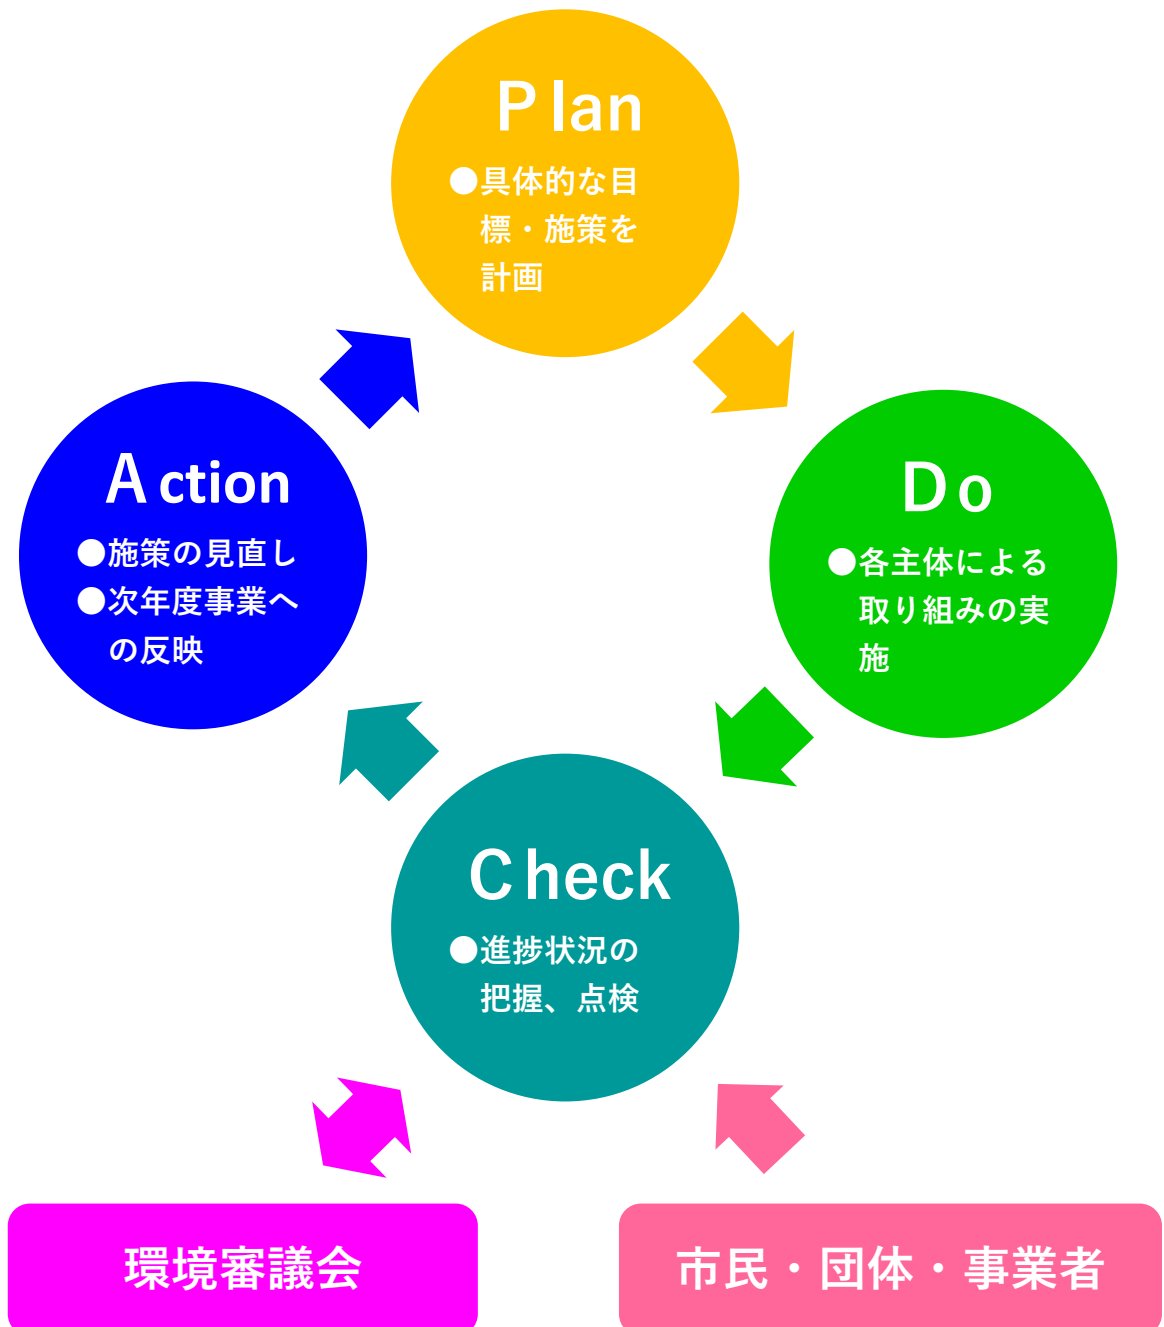 Plan
●具体的な目
標・施策を
計画
Action
●施策の見直し
●次年度事業へ
の反映
Do
●各主体による
取り組みの実
施
Check
●進捗状況の
把握、点検
環境審議会
市民・団体・事業者